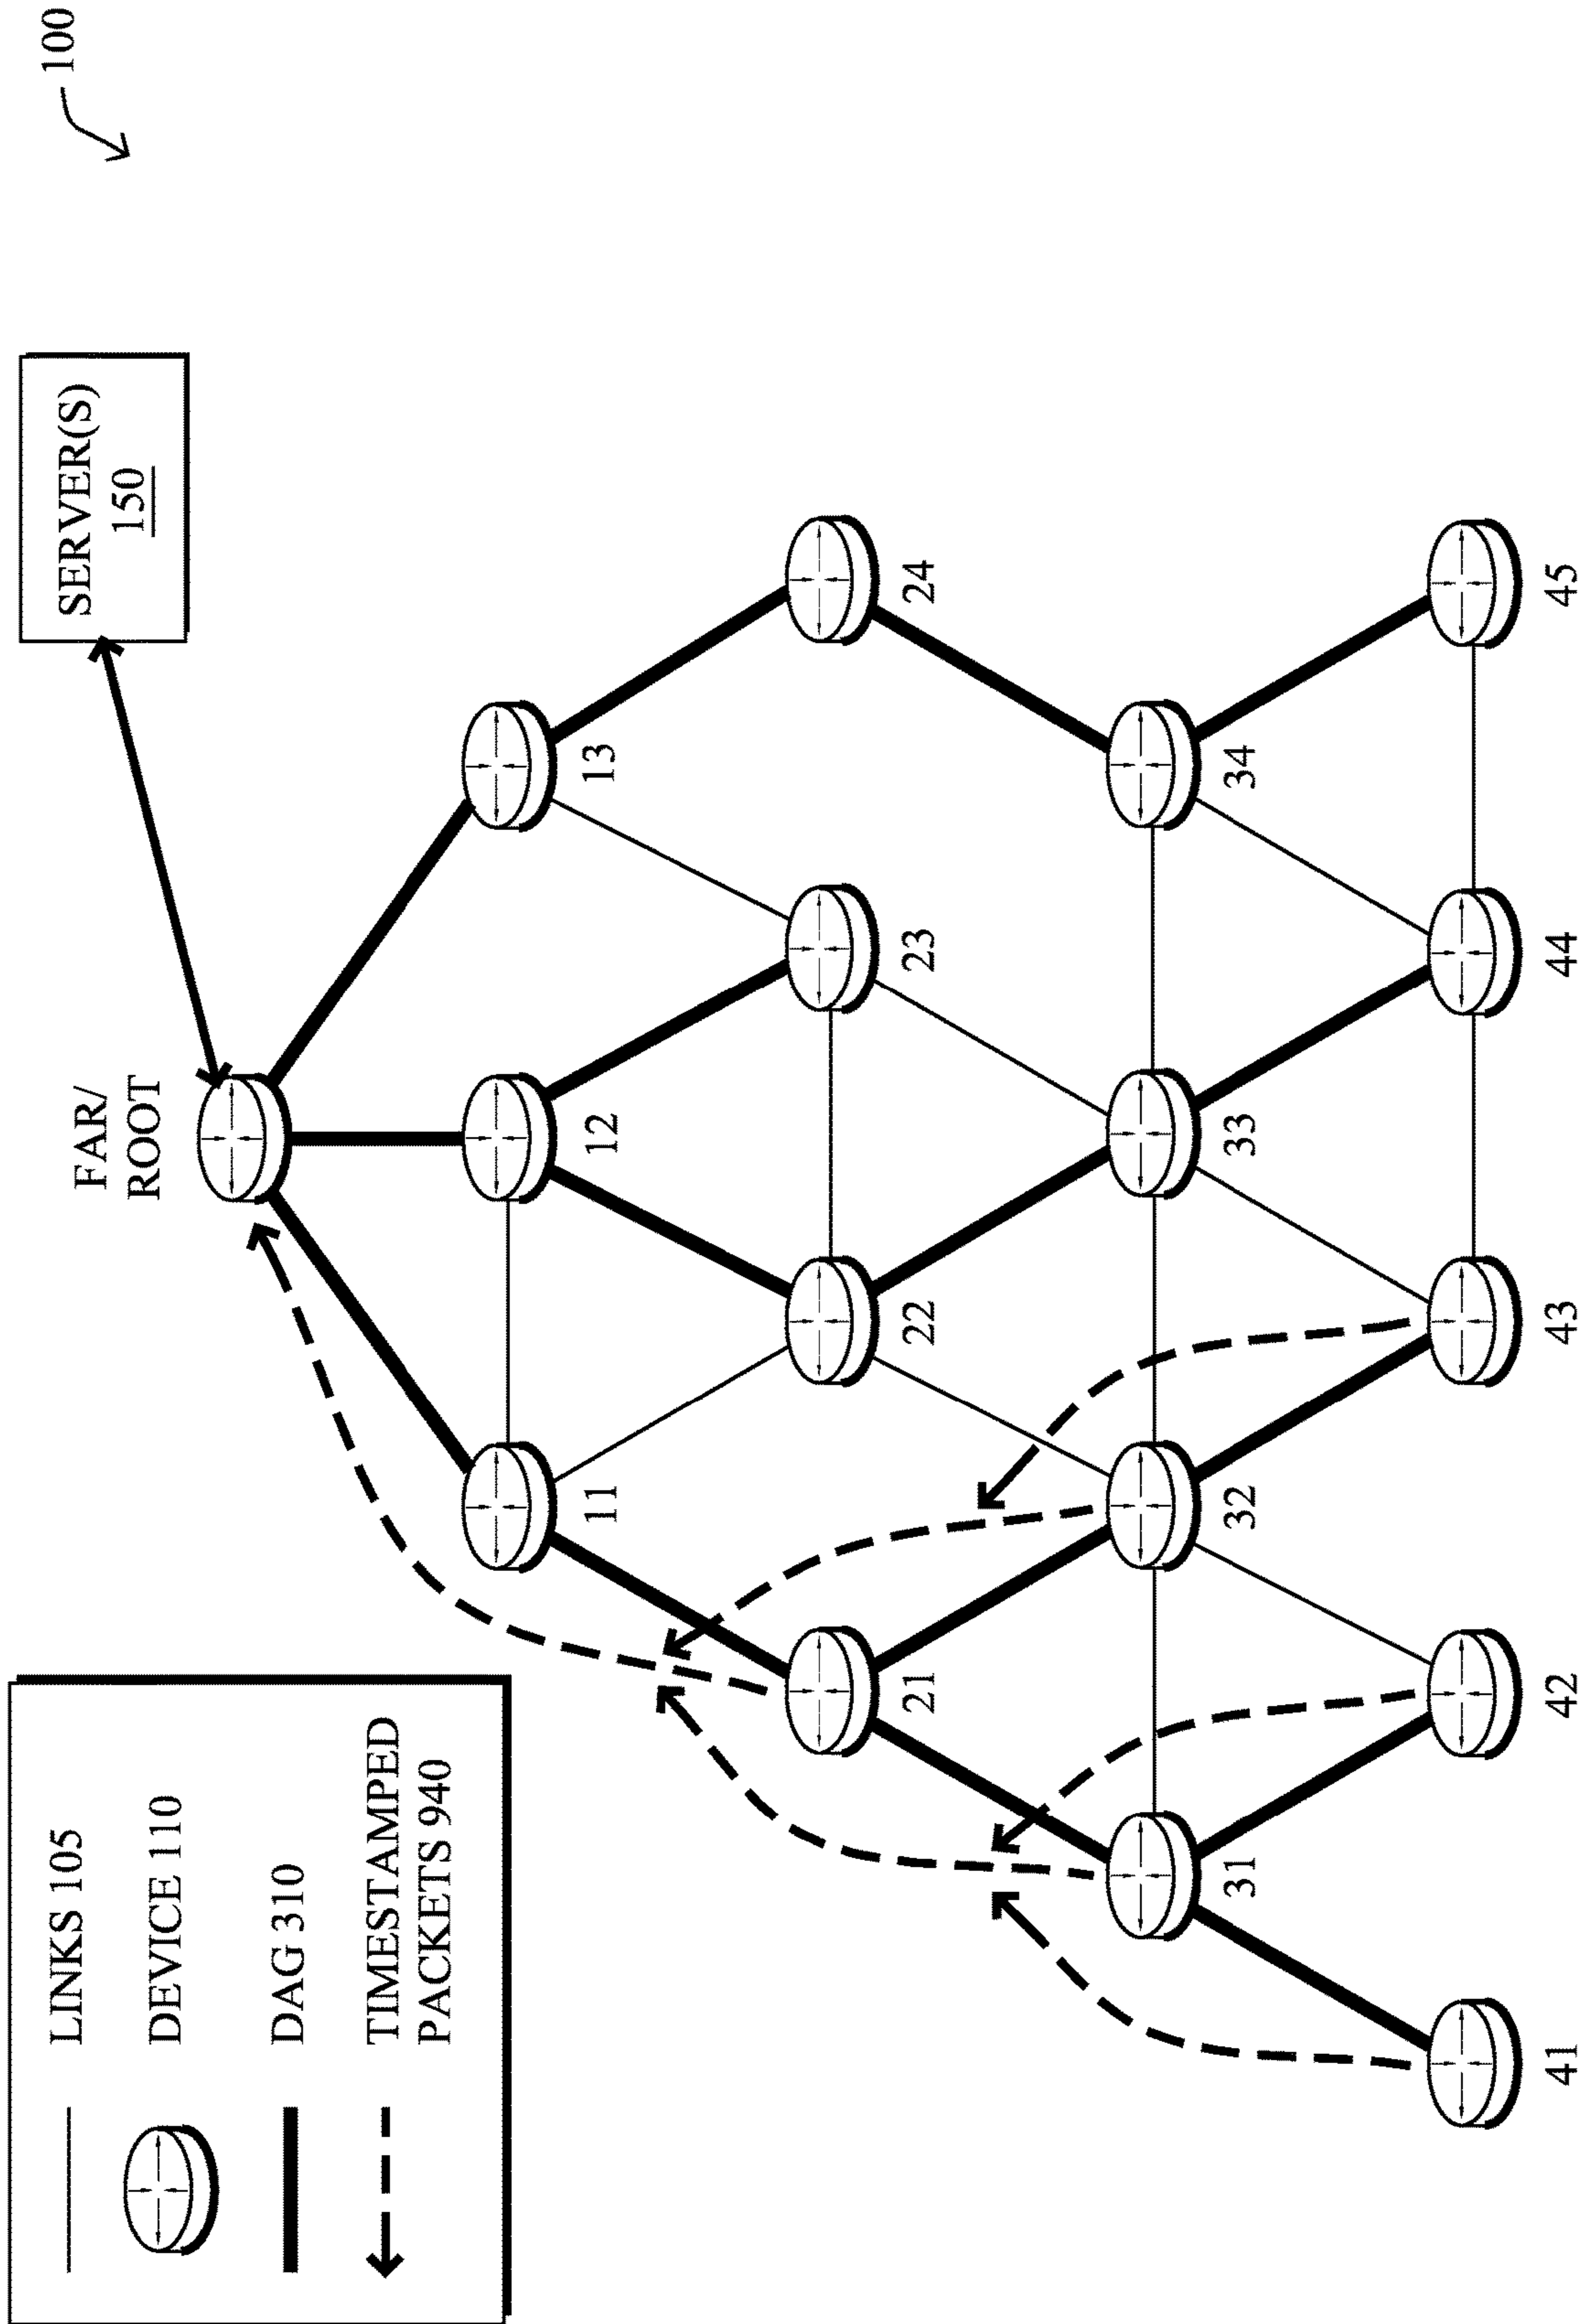 100
SERVER(S)
150
FAR/
ROOT
11
12
13
21
22
23
24
31
32
33
34
41
42
43
44
45
LINKS 105
DEVICE 110
DAG 310
TIMESTAMPED
PACKETS 940